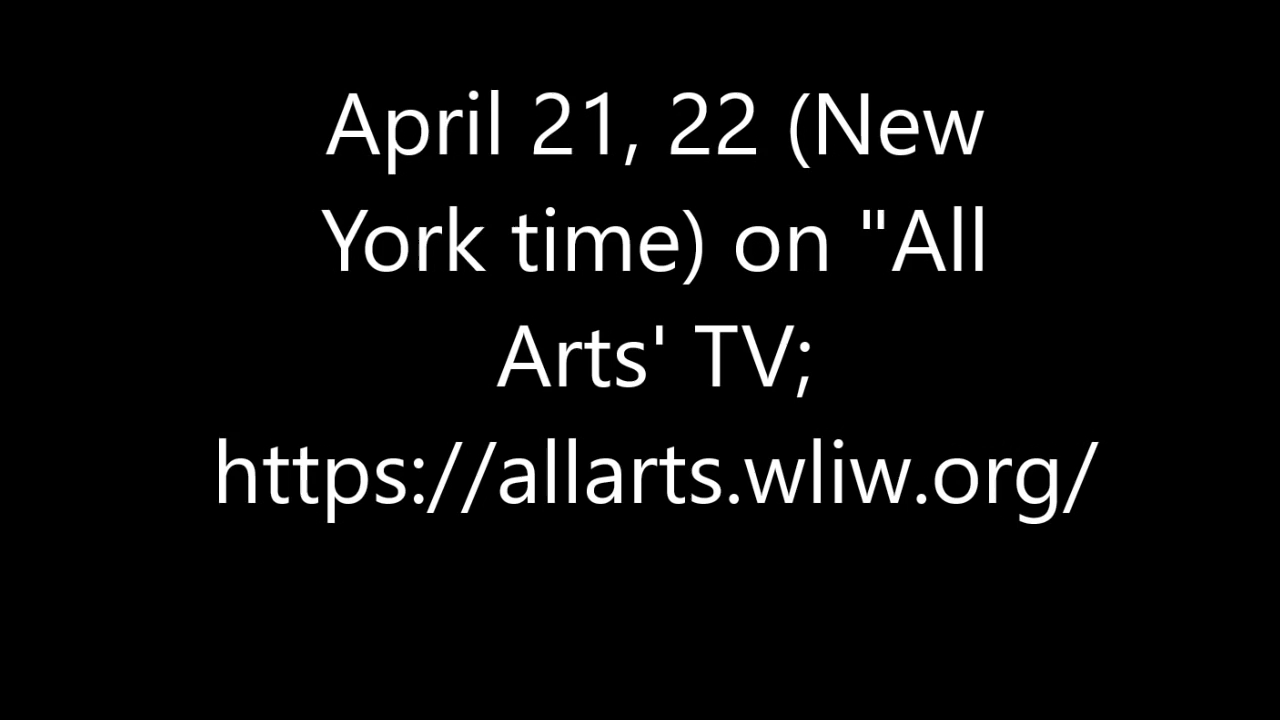 April 21, 22 (New
York time) on "All
Arts' TV;
https://allarts.wliw.org/